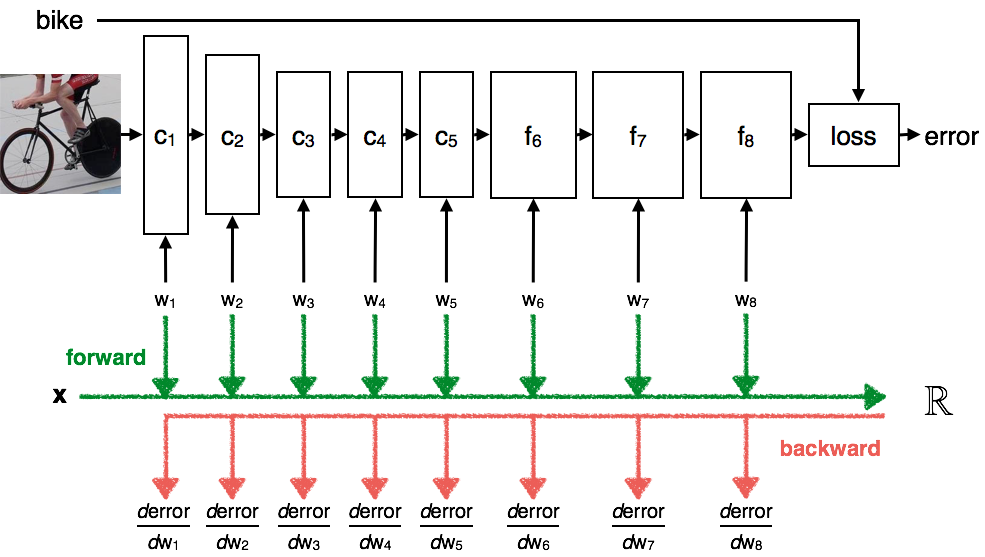 bike
c₁ c₂ c₃ c₄ c₅ f₆ f₇ f₈ loss error
w₁ w₂ w₃ w₄ w₅ w₆ w₇ w₈
forward
x ℝ
backward
derror derror derror derror derror derror derror derror
dw₁ dw₂ dw₃ dw₄ dw₅ dw₆ dw₇ dw₈